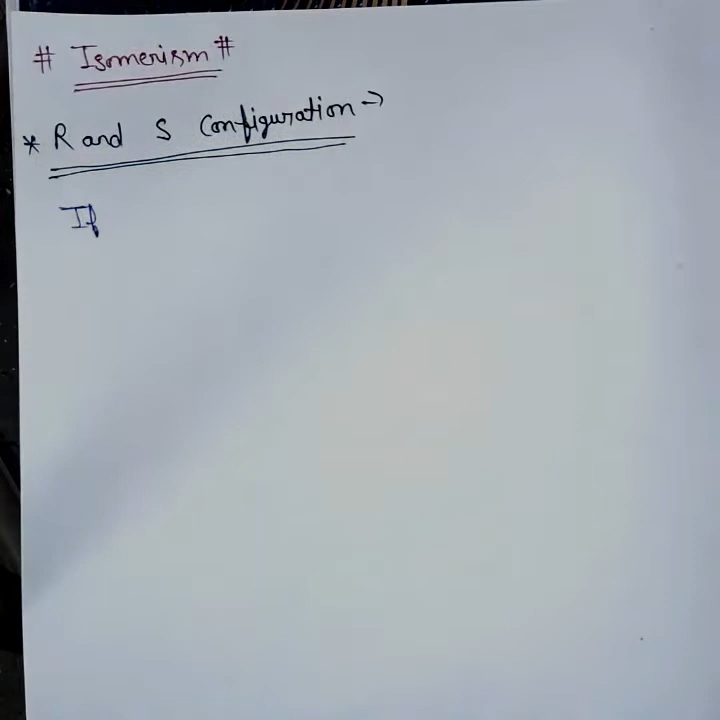 # Isomerism #
* R and S Configuration →
If